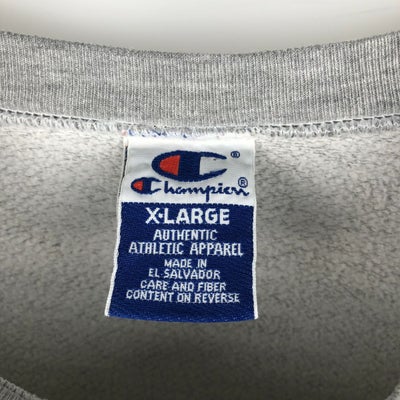 Champion®
X-LARGE
AUTHENTIC
ATHLETIC APPAREL
MADE IN
EL SALVADOR
CARE AND FIBER
CONTENT ON REVERSE